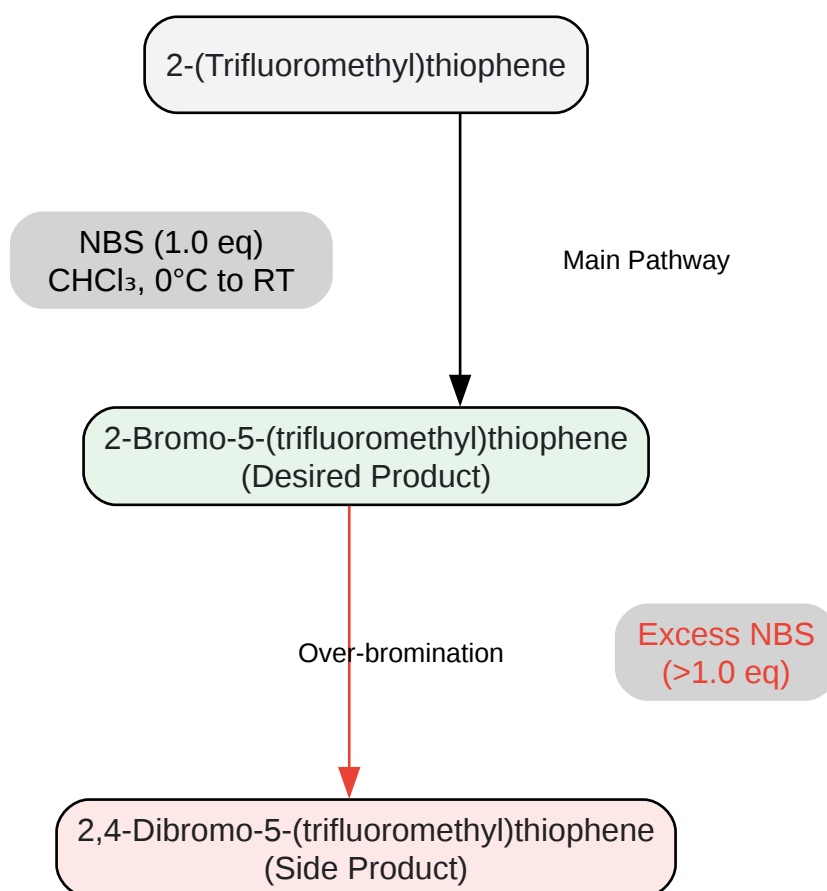 2-(Trifluoromethyl)thiophene
NBS (1.0 eq)
CHCl₃, 0°C to RT
Main Pathway
2-Bromo-5-(trifluoromethyl)thiophene
(Desired Product)
Over-bromination
Excess NBS
(>1.0 eq)
2,4-Dibromo-5-(trifluoromethyl)thiophene
(Side Product)